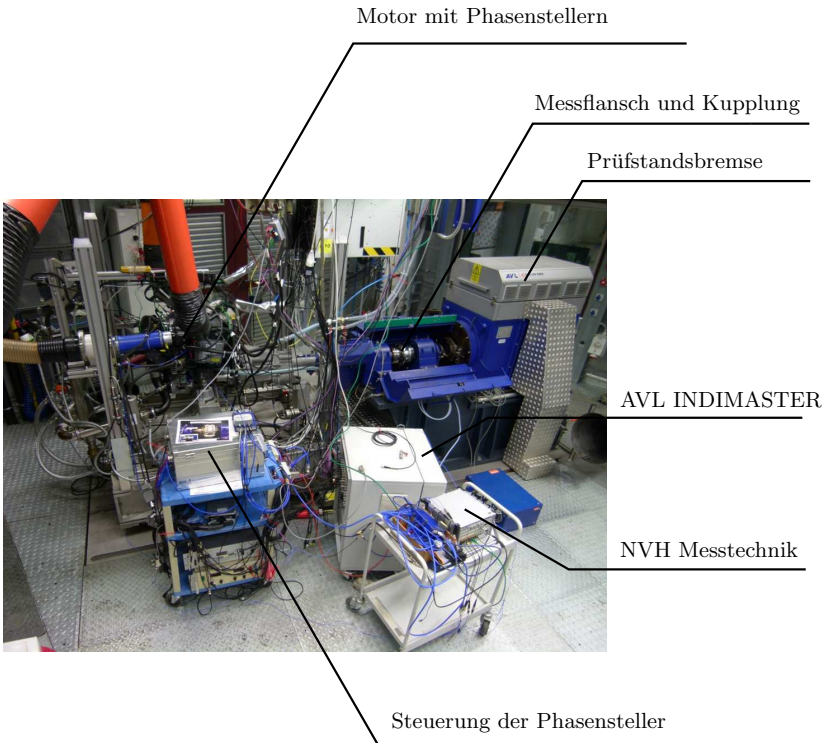 Motor mit Phasenstellern
Messflansch und Kupplung
Prüfstandsbremse
AVL
AVL INDIMASTER
NVH Messtechnik
Steuerung der Phasensteller